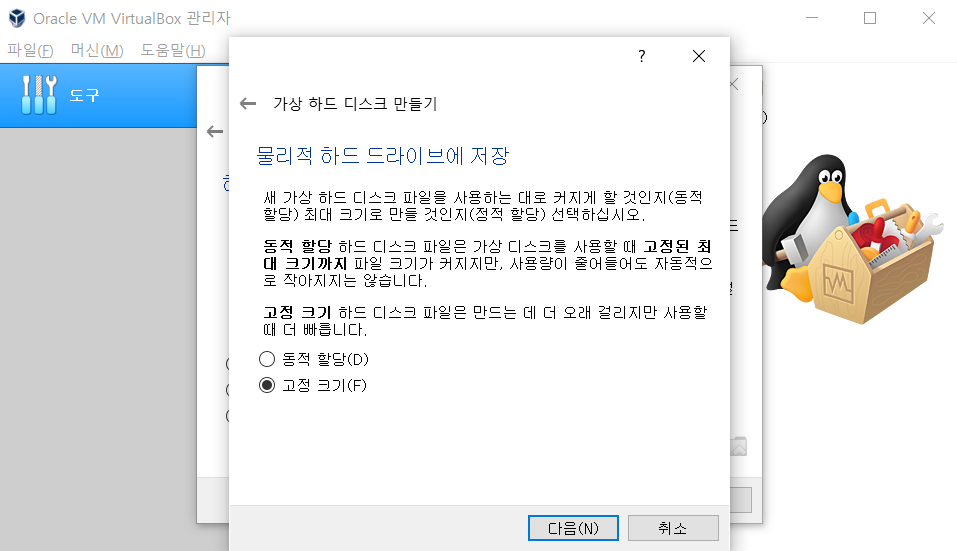 Oracle VM VirtualBox 관리자
파일(F) 머신(M) 도움말(H)
도구
?
가상 하드 디스크 만들기
물리적 하드 드라이브에 저장
새 가상 하드 디스크 파일을 사용하는 대로 커지게 할 것인지(동적
할당) 최대 크기로 만들 것인지(정적 할당) 선택하십시오.
동적 할당 하드 디스크 파일은 가상 디스크를 사용할 때 고정된 최
대 크기까지 파일 크기가 커지지만, 사용량이 줄어들어도 자동적으
로 작아지지는 않습니다.
고정 크기 하드 디스크 파일은 만드는 데 더 오래 걸리지만 사용할
때 더 빠릅니다.
동적 할당(D)
고정 크기(F)
다음(N)
취소